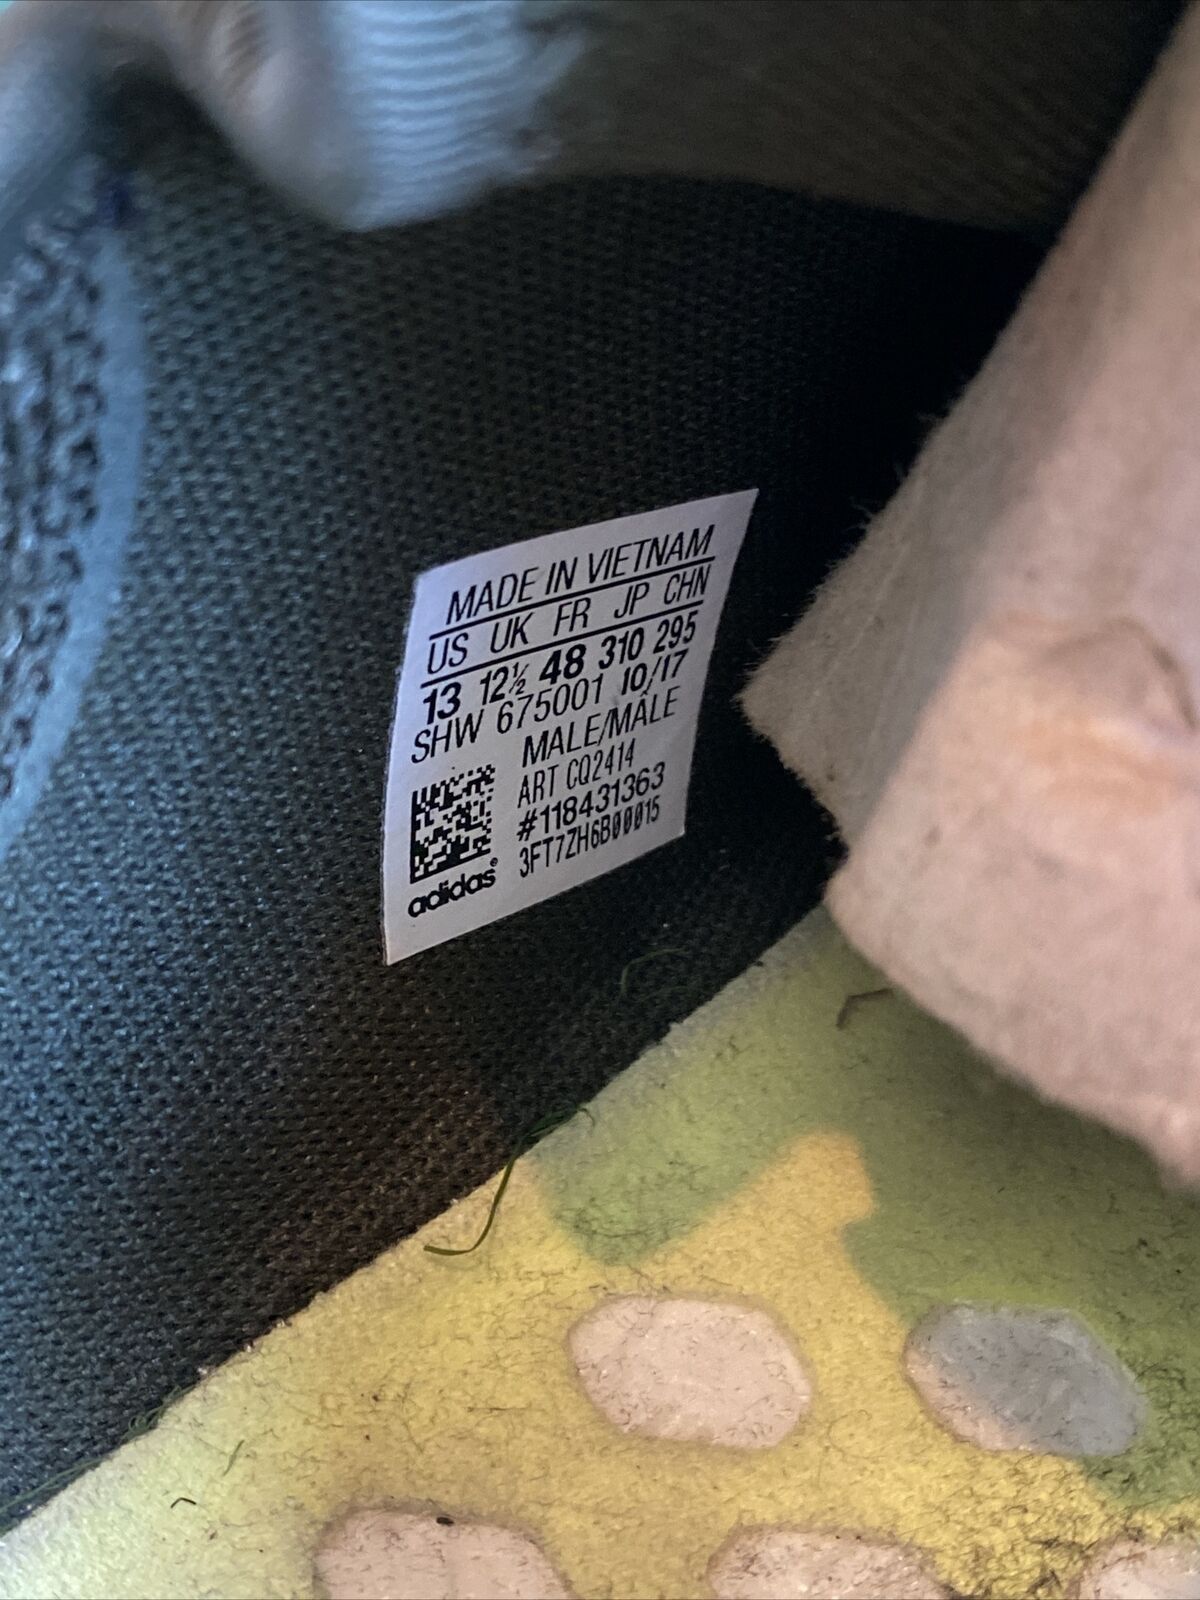 MADE IN VIETNAM
US UK FR JP CHN
13 12½ 48 310 295
SHW 675001 10/17
MALE/MÂLE
ART CQ2414
#118431363
3FT7ZH6B00015
adidas®